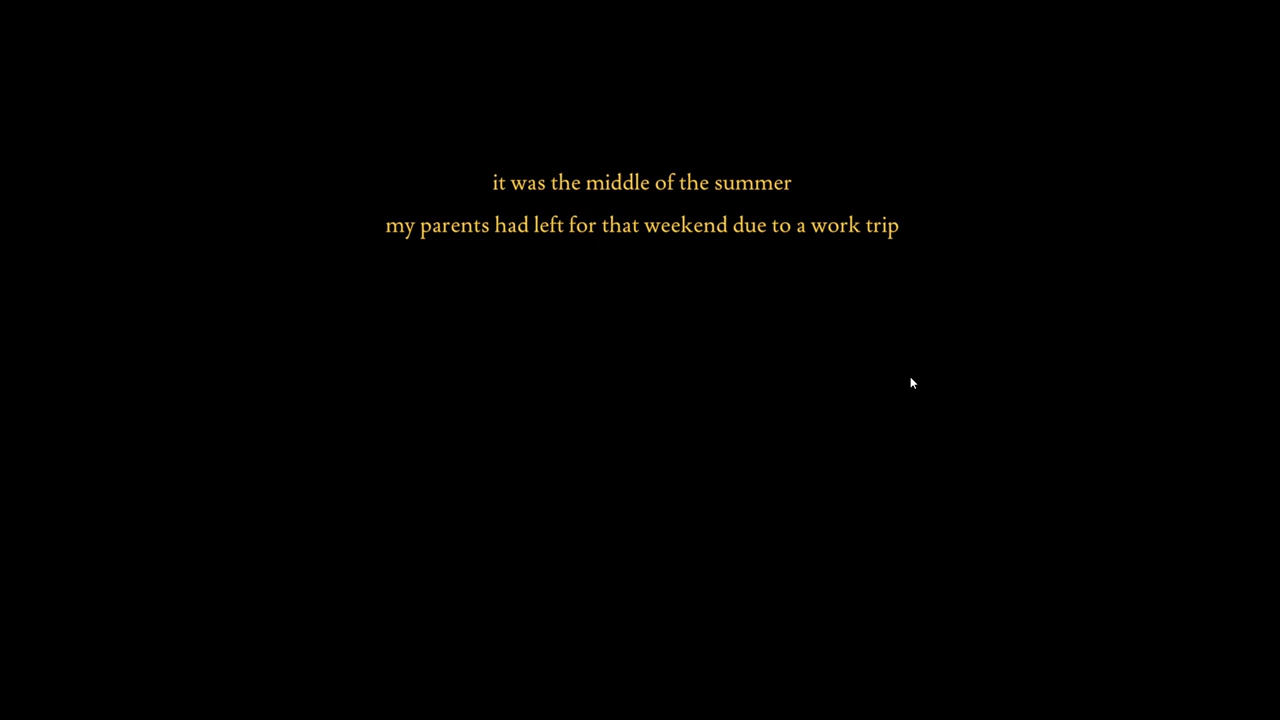 it was the middle of the summer
my parents had left for that weekend due to a work trip